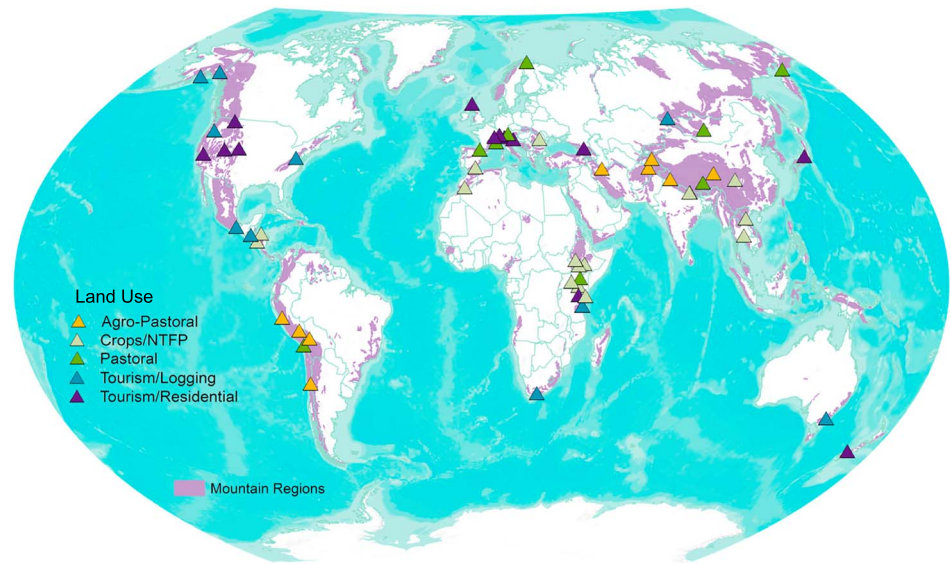 Land Use
Agro-Pastoral
Crops/NTFP
Pastoral
Tourism/Logging
Tourism/Residential
Mountain Regions